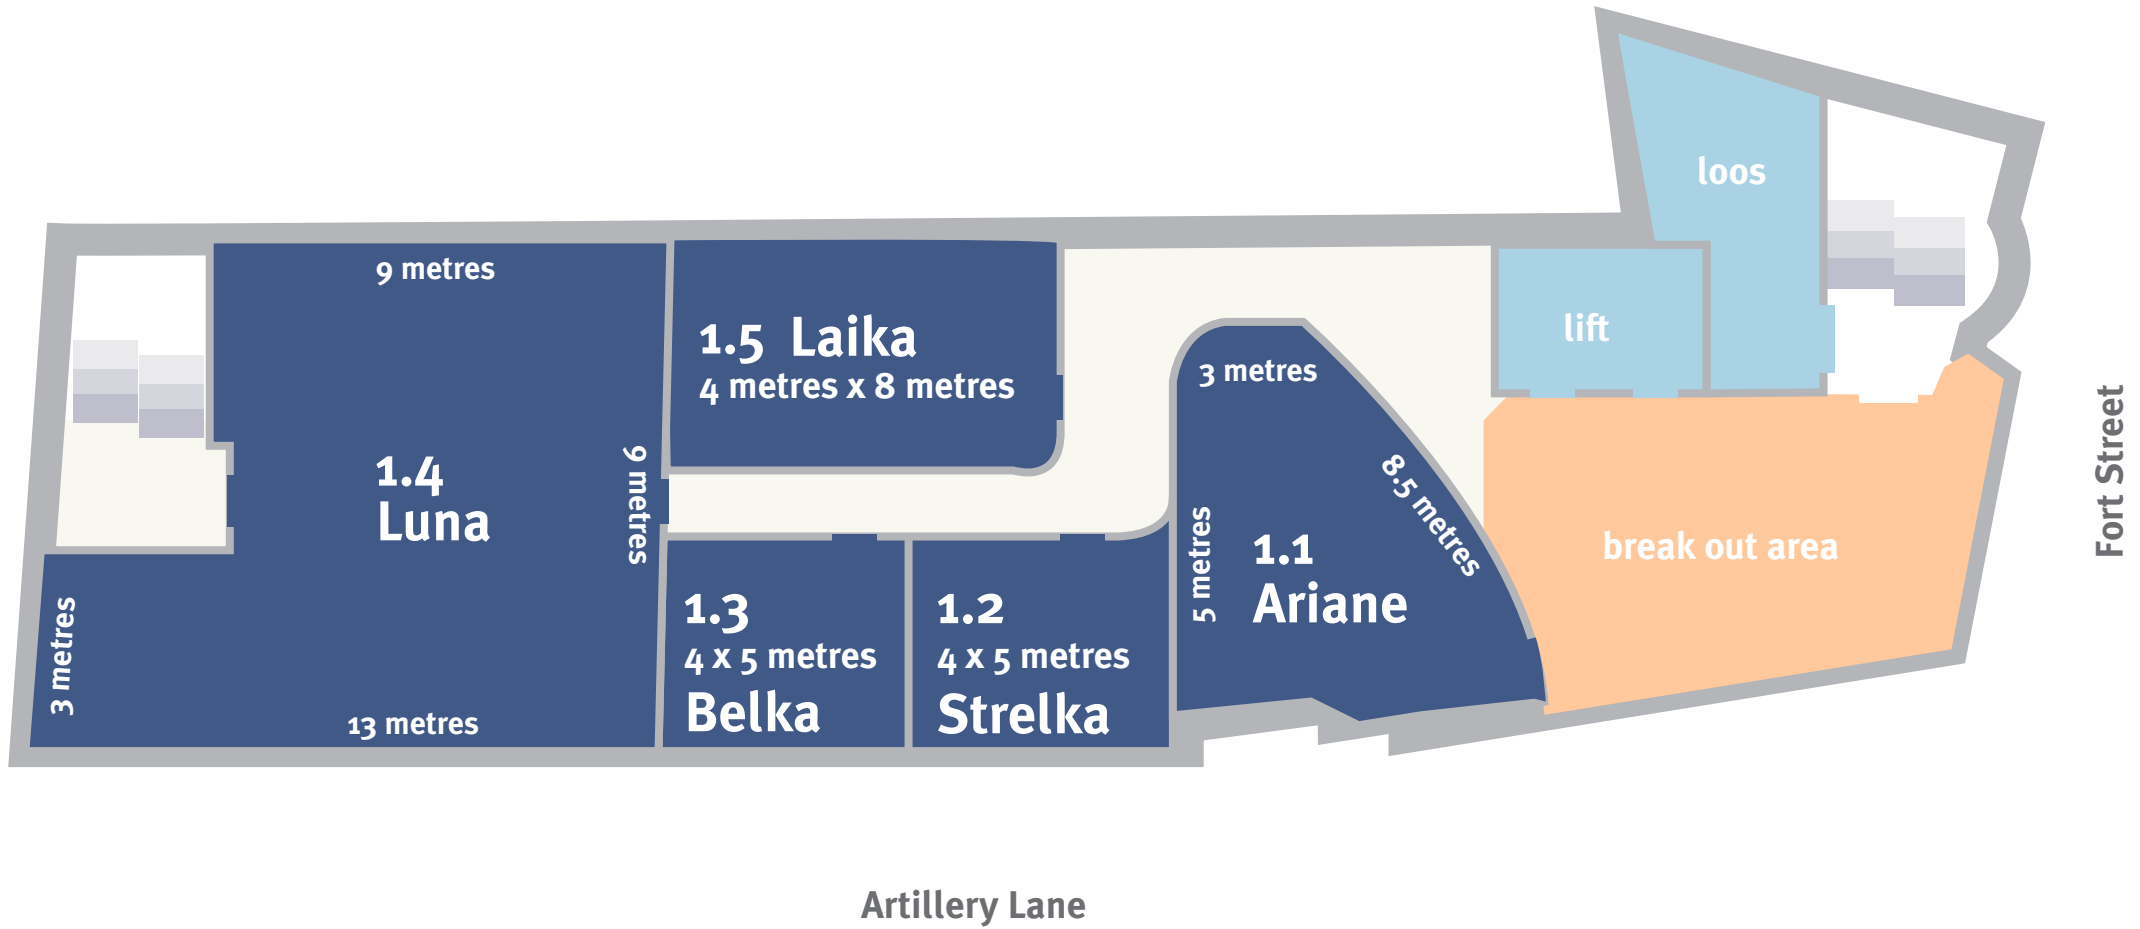 loos
9 metres
1.5 Laika
4 metres x 8 metres
lift
3 metres
1.4
Luna
9 metres
8.5 metres
5 metres
1.1
Ariane
break out area
Fort Street
3 metres
13 metres
1.3
4 x 5 metres
Belka
1.2
4 x 5 metres
Strelka
Artillery Lane